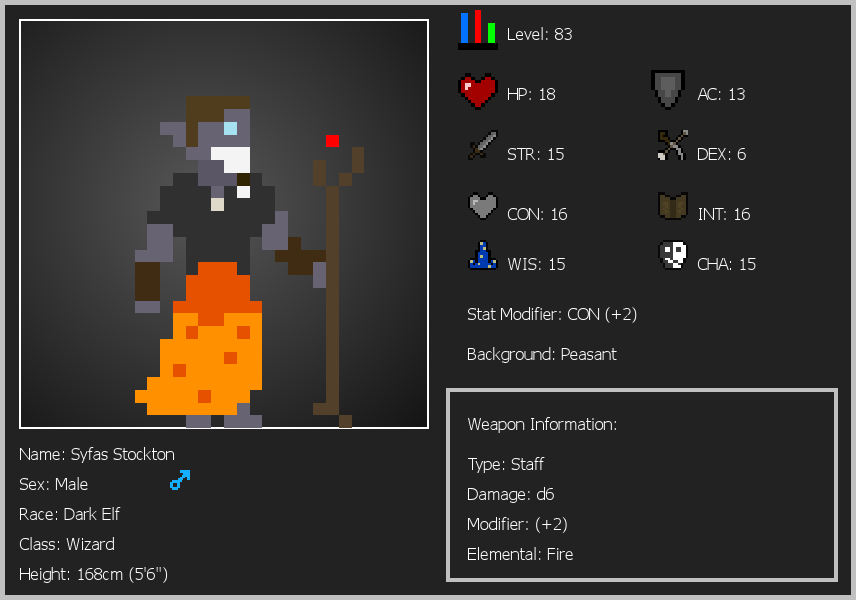 Level: 83
HP: 18
AC: 13
STR: 15
DEX: 6
CON: 16
INT: 16
WIS: 15
CHA: 15
Stat Modifier: CON (+2)
Background: Peasant
Weapon Information:
Type: Staff
Damage: d6
Modifier: (+2)
Elemental: Fire
Name: Syfas Stockton
Sex: Male
Race: Dark Elf
Class: Wizard
Height: 168cm (5'6")